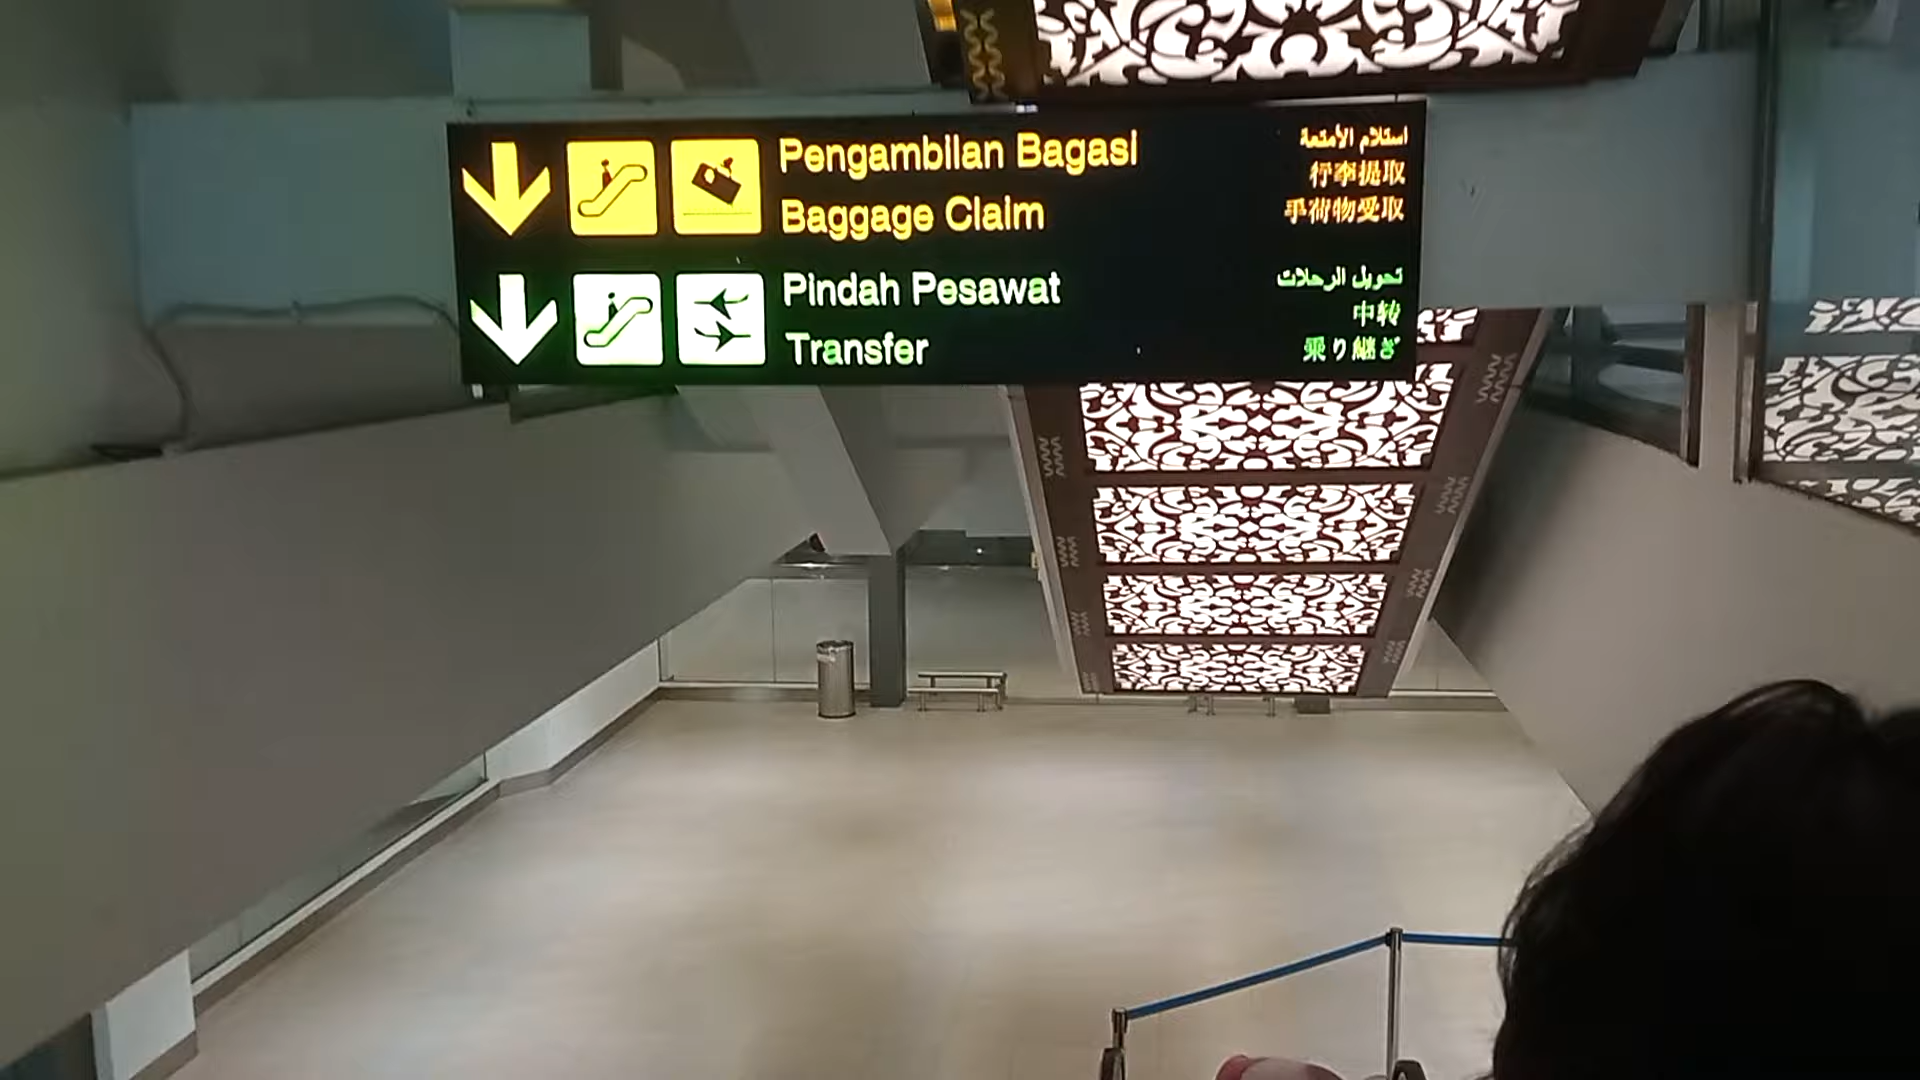 Pengambilan Bagasi
Baggage Claim
استلام الأمتعة
行李提取
手荷物受取
Pindah Pesawat
Transfer
تحويل الرحلات
中转
乗り継ぎ